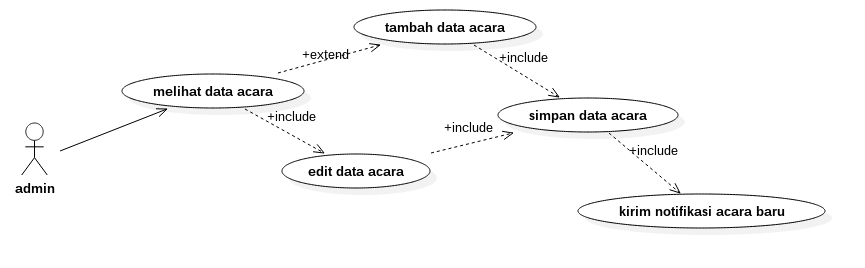 tambah data acara
+extend
+include
melihat data acara
simpan data acara
+include
+include
+include
edit data acara
admin
kirim notifikasi acara baru